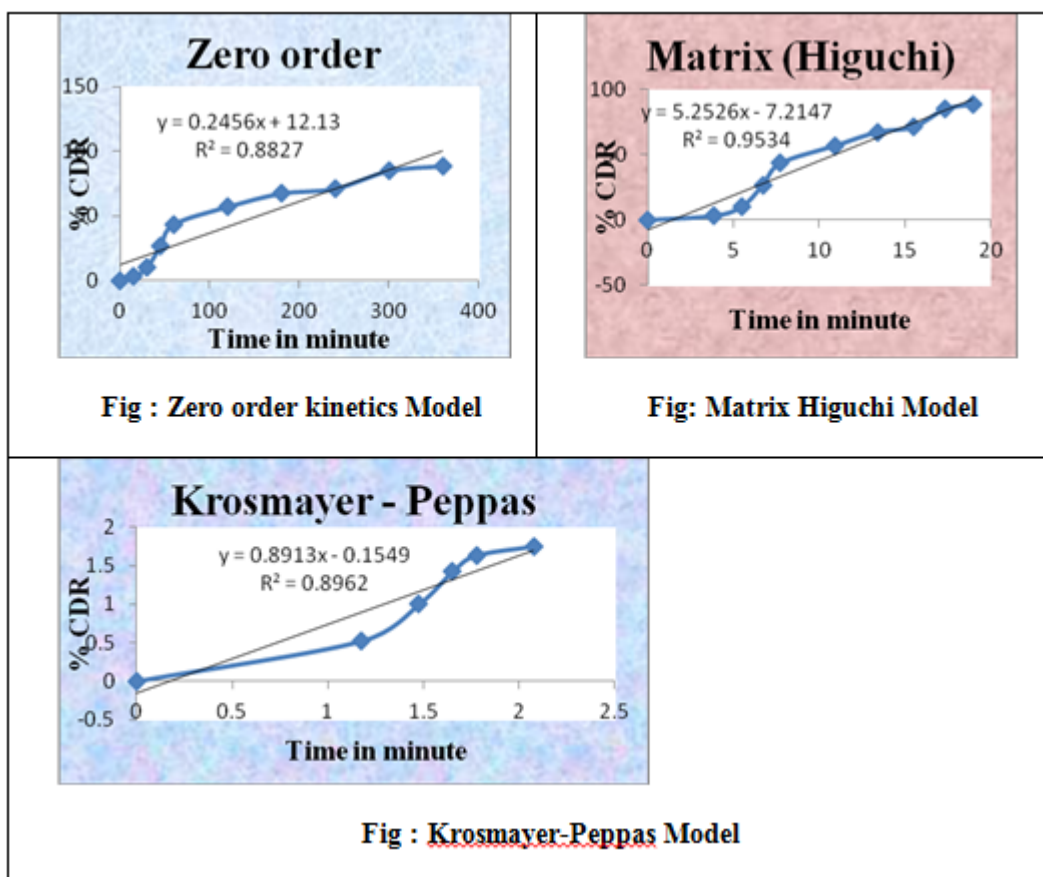 Zero order
150
y = 0.2456x + 12.13
R² = 0.8827
% CDR
0
0 100 200 300 400
Time in minute
Fig : Zero order kinetics Model
Matrix (Higuchi)
100
y = 5.2526x - 7.2147
R² = 0.9534
% CDR
0 5 10 15 20
-50
Time in minute
Fig: Matrix Higuchi Model
Krosmayer - Peppas
2
y = 0.8913x - 0.1549
1.5
R² = 0.8962
1
% CDR
0.5
0
-0.5
0 0.5 1 1.5 2 2.5
Time in minute
Fig : Krosmayer-Peppas Model